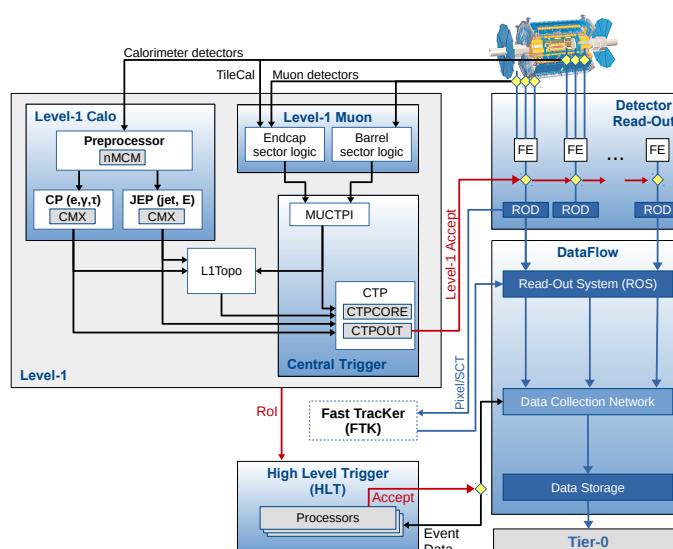 Calorimeter detectors
TileCal
Muon detectors
Level-1 Calo
Preprocessor
nMCM
CP (e,γ,τ)
CMX
JEP (jet, E)
CMX
Level-1 Muon
Endcap
sector logic
Barrel
sector logic
MUCTPI
L1Topo
CTP
CTPCORE
CTPOUT
Central Trigger
Level-1
Level-1 Accept
Detector
Read-Out
FE
FE
...
FE
ROD
ROD
ROD
DataFlow
Read-Out System (ROS)
Data Collection Network
Data Storage
Tier-0
Pixel/SCT
Fast TracKer
(FTK)
RoI
High Level Trigger
(HLT)
Accept
Processors
Event
Data